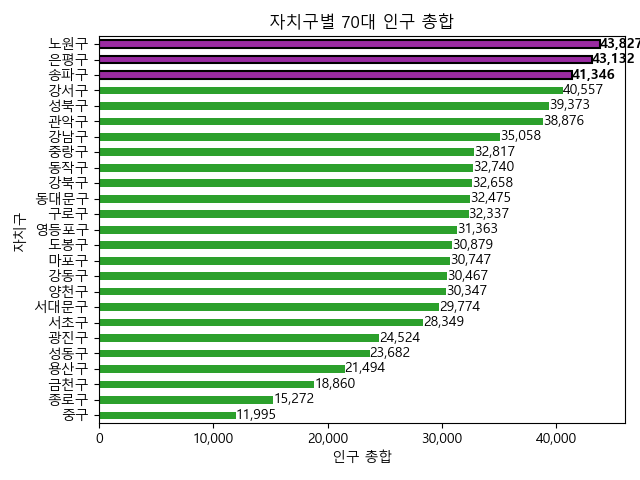 자치구별 70대 인구 총합
자치구
노원구 43,827
은평구 43,132
송파구 41,346
강서구 40,557
성북구 39,373
관악구 38,876
강남구 35,058
중랑구 32,817
동작구 32,740
강북구 32,658
동대문구 32,475
구로구 32,337
영등포구 31,363
도봉구 30,879
마포구 30,747
강동구 30,467
양천구 30,347
서대문구 29,774
서초구 28,349
광진구 24,524
성동구 23,682
용산구 21,494
금천구 18,860
종로구 15,272
중구 11,995
0 10,000 20,000 30,000 40,000
인구 총합